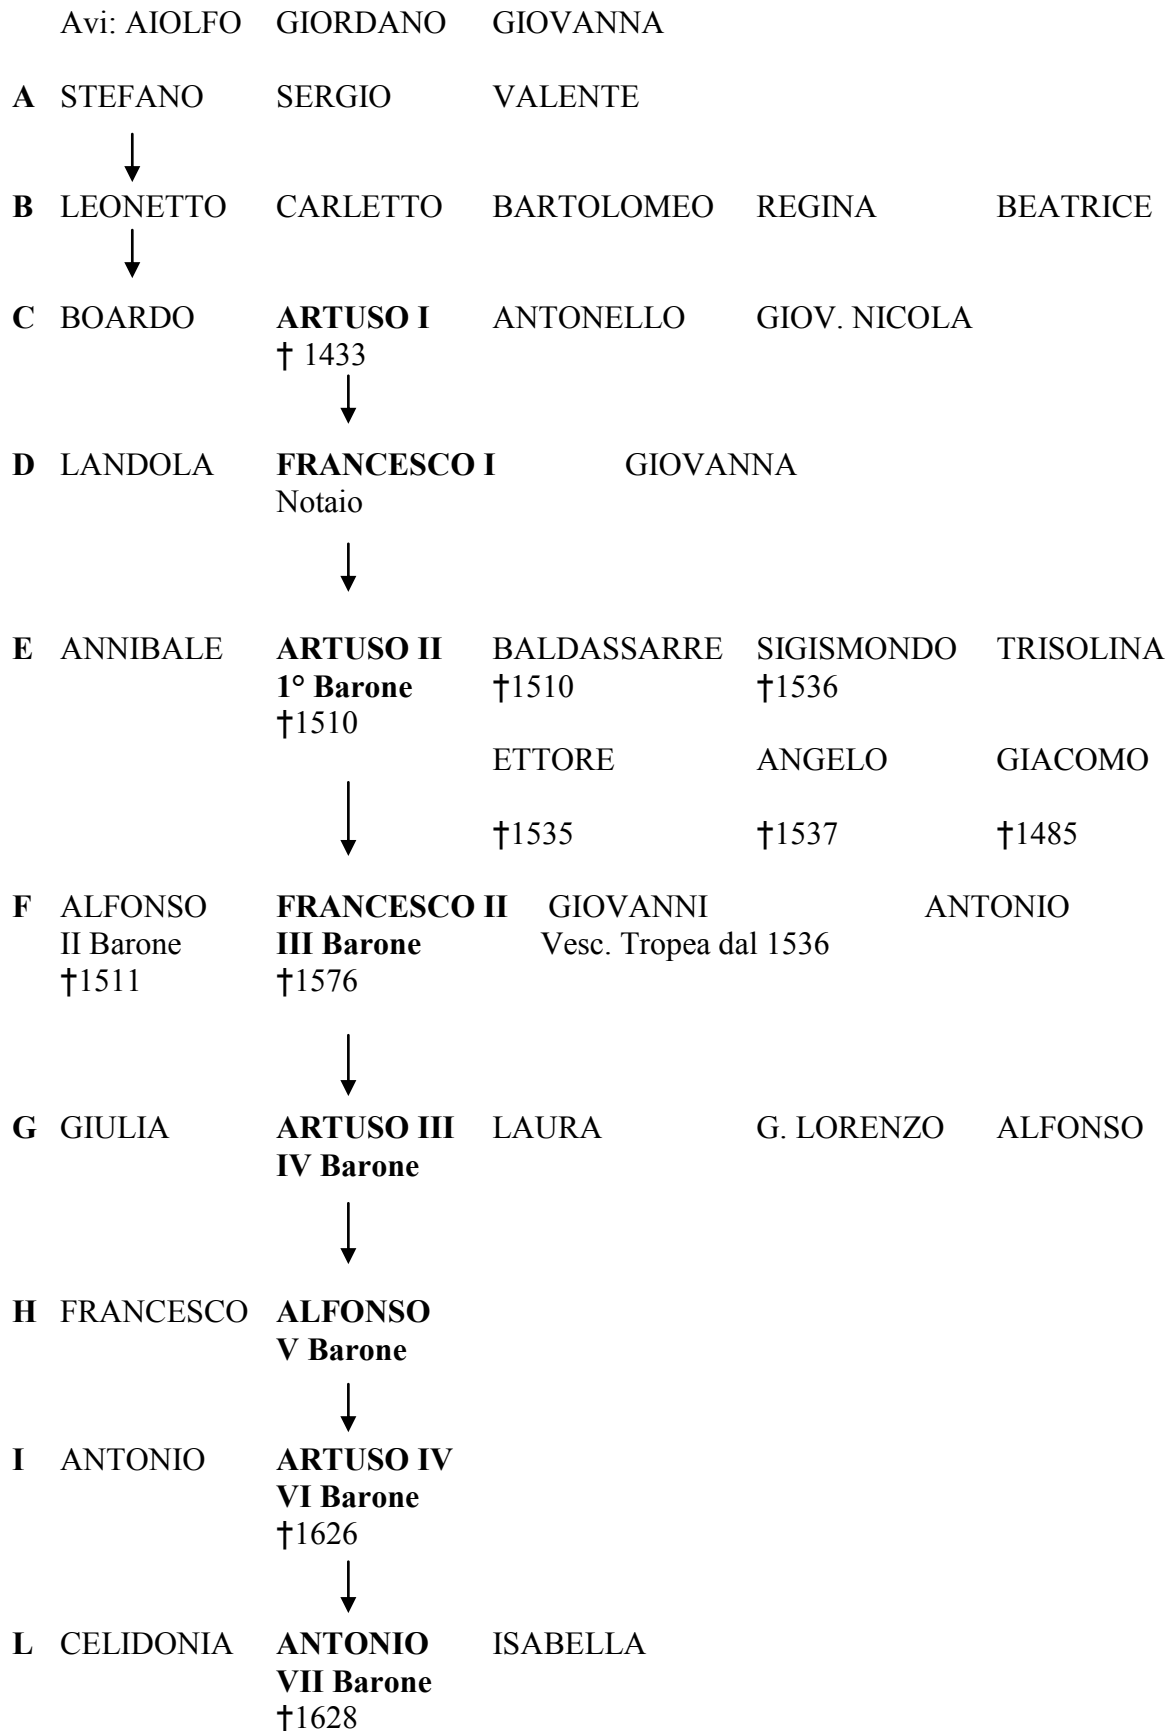 Avi: AIOLFO GIORDANO GIOVANNA
A STEFANO SERGIO VALENTE
B LEONETTO CARLETTO BARTOLOMEO REGINA BEATRICE
C BOARDO ARTUSO I ANTONELLO GIOV. NICOLA
† 1433
D LANDOLA FRANCESCO I GIOVANNA
Notaio
E ANNIBALE ARTUSO II BALDASSARRE SIGISMONDO TRISOLINA
1° Barone †1510 †1536
†1510
ETTORE ANGELO GIACOMO
†1535 †1537 †1485
F ALFONSO FRANCESCO II GIOVANNI ANTONIO
II Barone III Barone Vesc. Tropea dal 1536
†1511 †1576
G GIULIA ARTUSO III LAURA G. LORENZO ALFONSO
IV Barone
H FRANCESCO ALFONSO
V Barone
I ANTONIO ARTUSO IV
VI Barone
†1626
L CELIDONIA ANTONIO ISABELLA
VII Barone
†1628